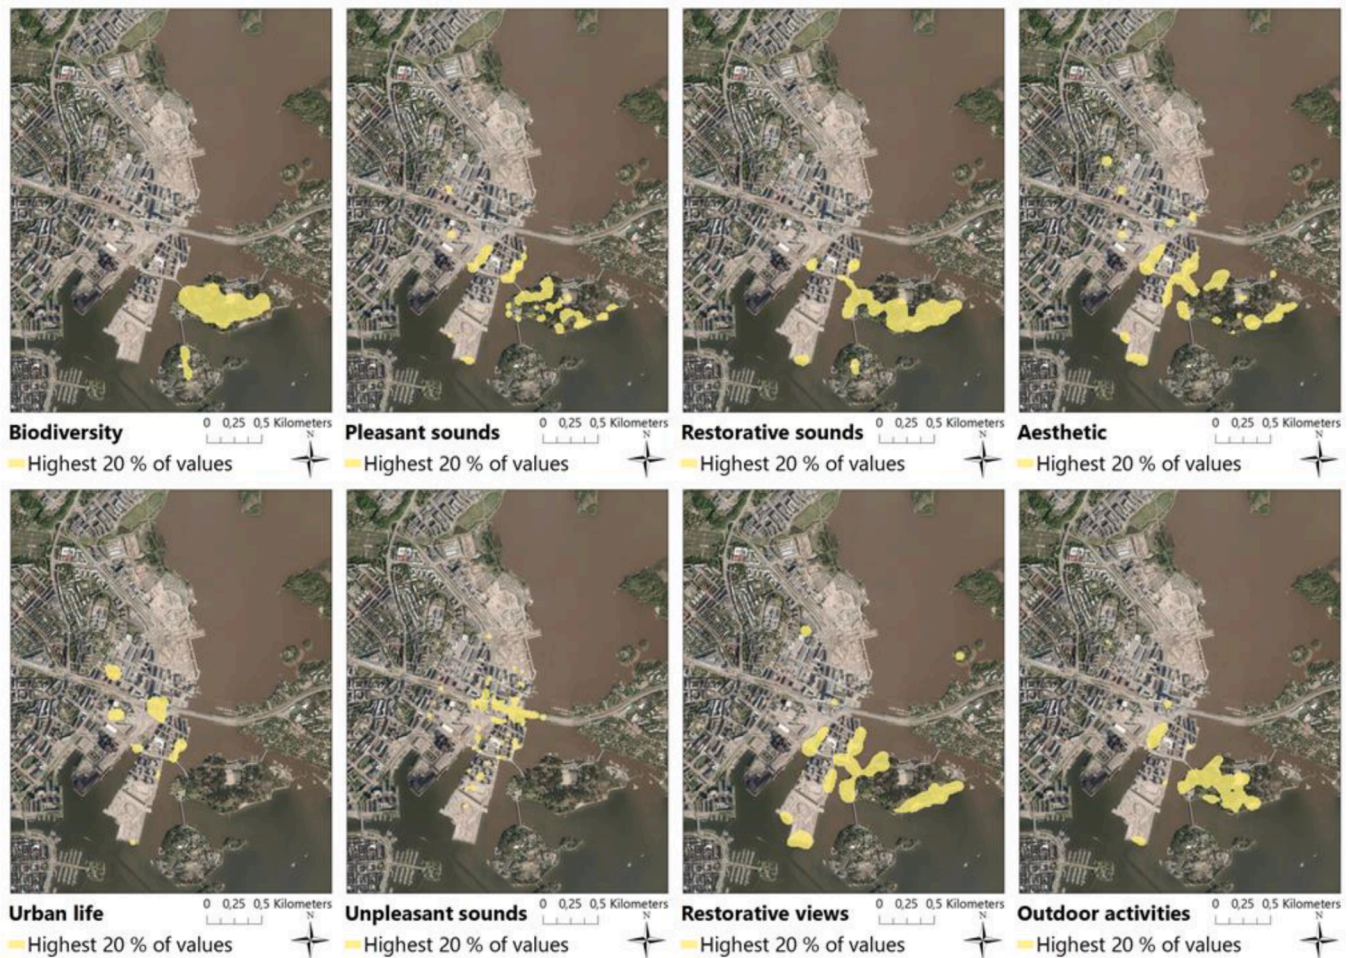 Biodiversity
0 0,25 0,5 Kilometers
N
Highest 20 % of values
Pleasant sounds
0 0,25 0,5 Kilometers
N
Highest 20 % of values
Restorative sounds
0 0,25 0,5 Kilometers
N
Highest 20 % of values
Aesthetic
0 0,25 0,5 Kilometers
N
Highest 20 % of values
Urban life
0 0,25 0,5 Kilometers
N
Highest 20 % of values
Unpleasant sounds
0 0,25 0,5 Kilometers
N
Highest 20 % of values
Restorative views
0 0,25 0,5 Kilometers
N
Highest 20 % of values
Outdoor activities
0 0,25 0,5 Kilometers
N
Highest 20 % of values